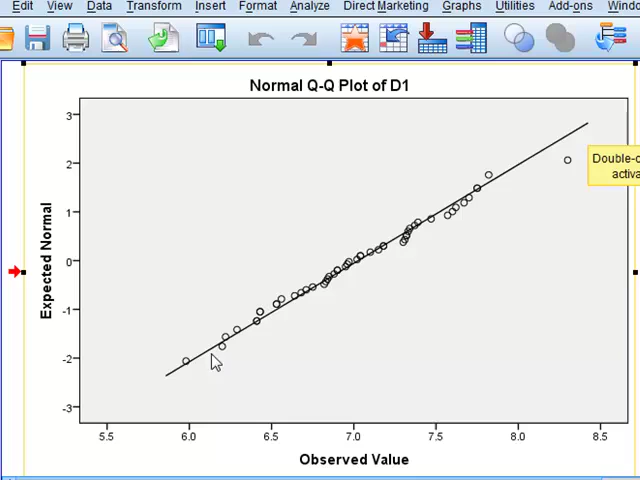 Edit View Data Transform Insert Format Analyze Direct Marketing Graphs Utilities Add-ons
Normal Q-Q Plot of D1
3
2
1
0
-1
-2
-3
Expected Normal
5.5 6.0 6.5 7.0 7.5 8.0 8.5
Observed Value